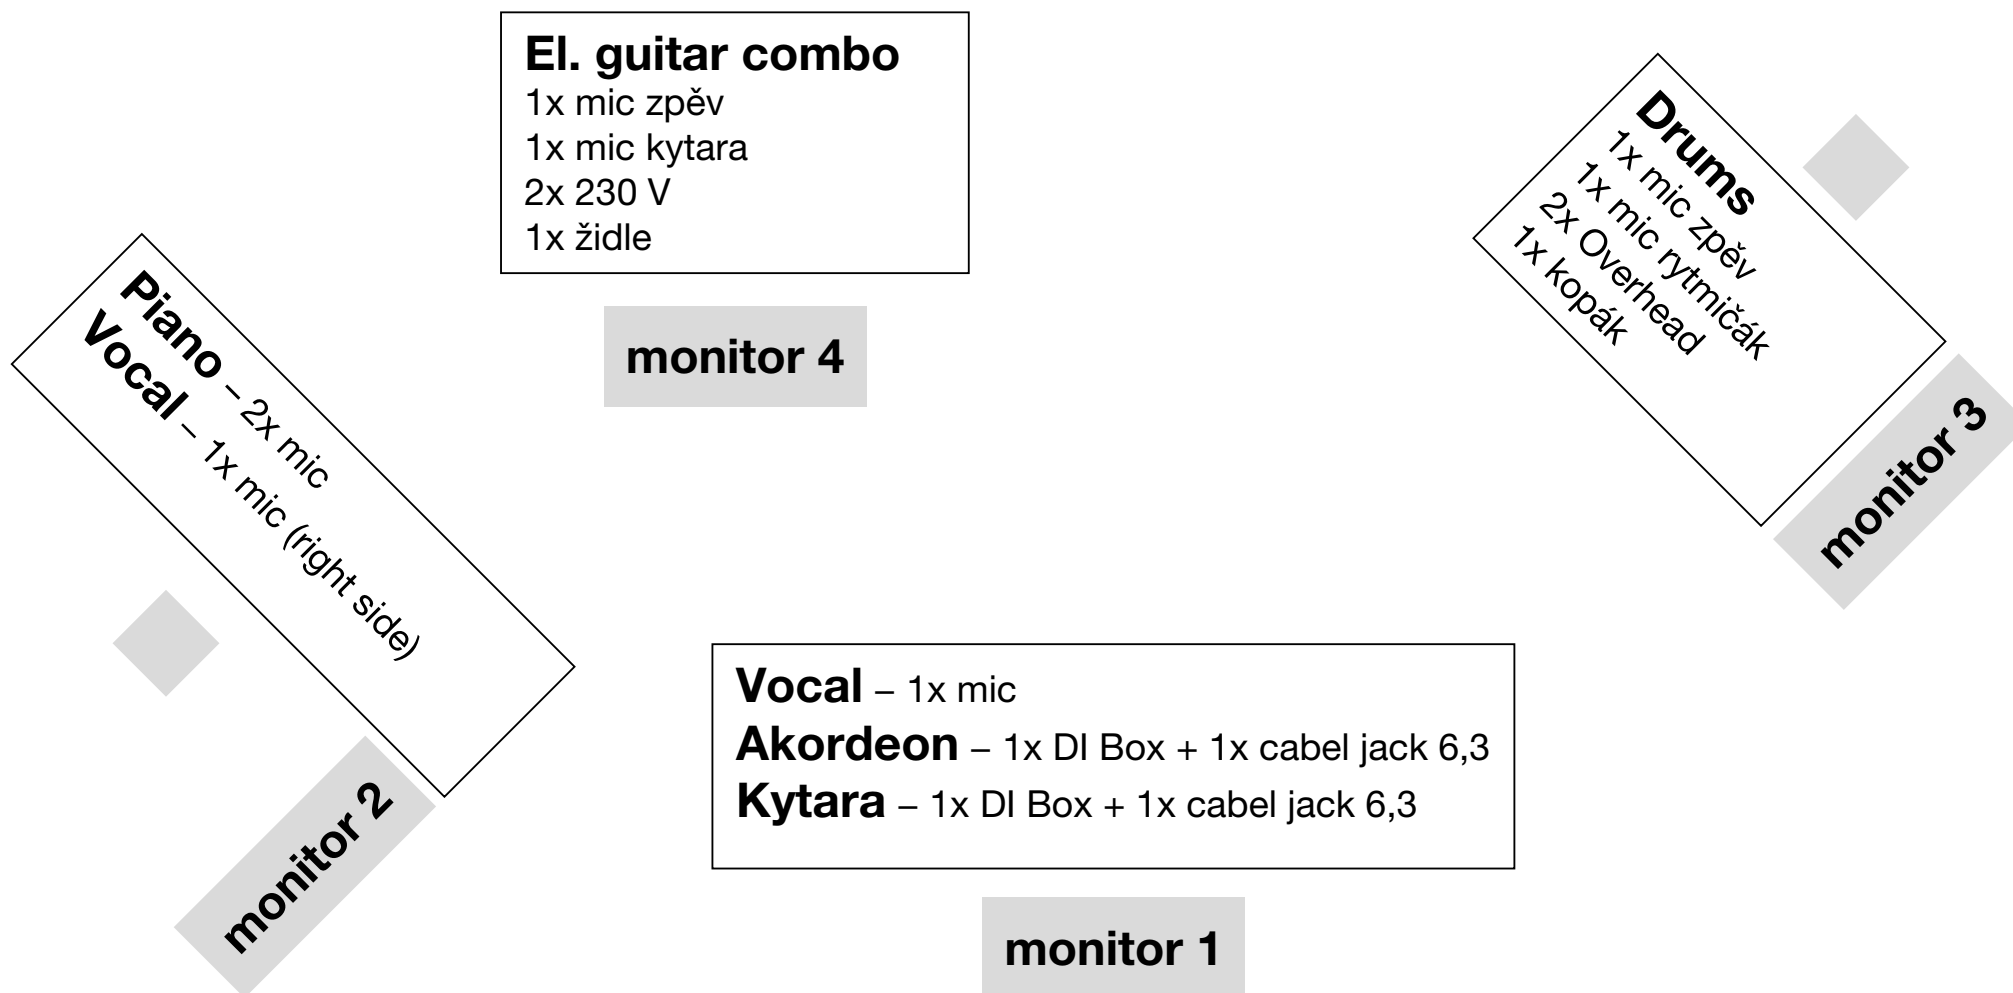 El. guitar combo
1x mic zpěv
1x mic kytara
2x 230 V
1x židle
monitor 4
Drums
1x mic zpěv
1x mic rytmičák
2x Overhead
1x kopák
monitor 3
Piano – 2x mic
Vocal – 1x mic (right side)
monitor 2
Vocal – 1x mic
Akordeon – 1x DI Box + 1x cabel jack 6,3
Kytara – 1x DI Box + 1x cabel jack 6,3
monitor 1